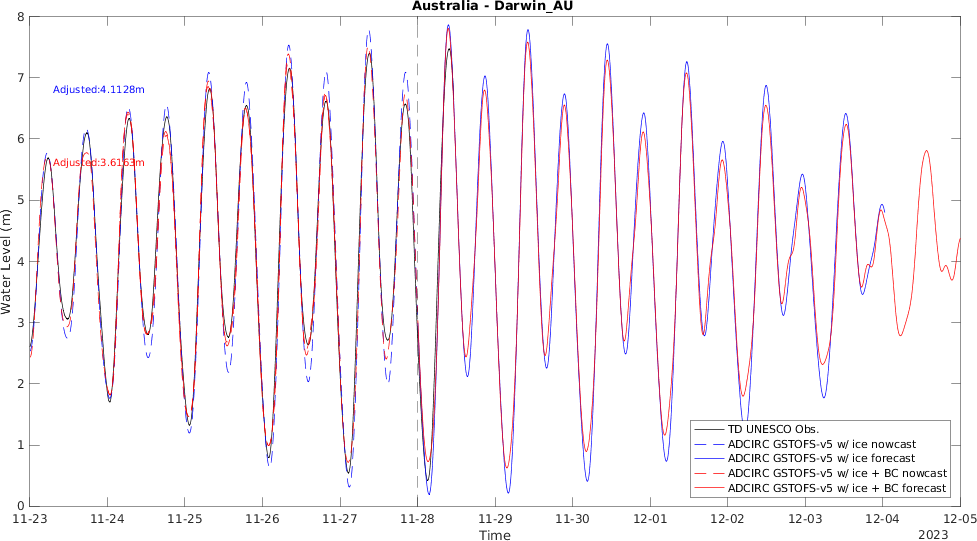 Australia - Darwin_AU
8
7
6
5
4
3
2
1
0
Water Level (m)
Adjusted:4.1128m
Adjusted:3.6163m
TD UNESCO Obs.
ADCIRC GSTOFS-v5 w/ ice nowcast
ADCIRC GSTOFS-v5 w/ ice forecast
ADCIRC GSTOFS-v5 w/ ice + BC nowcast
ADCIRC GSTOFS-v5 w/ ice + BC forecast
11-23 11-24 11-25 11-26 11-27 11-28 11-29 11-30 12-01 12-02 12-03 12-04 12-05
Time
2023